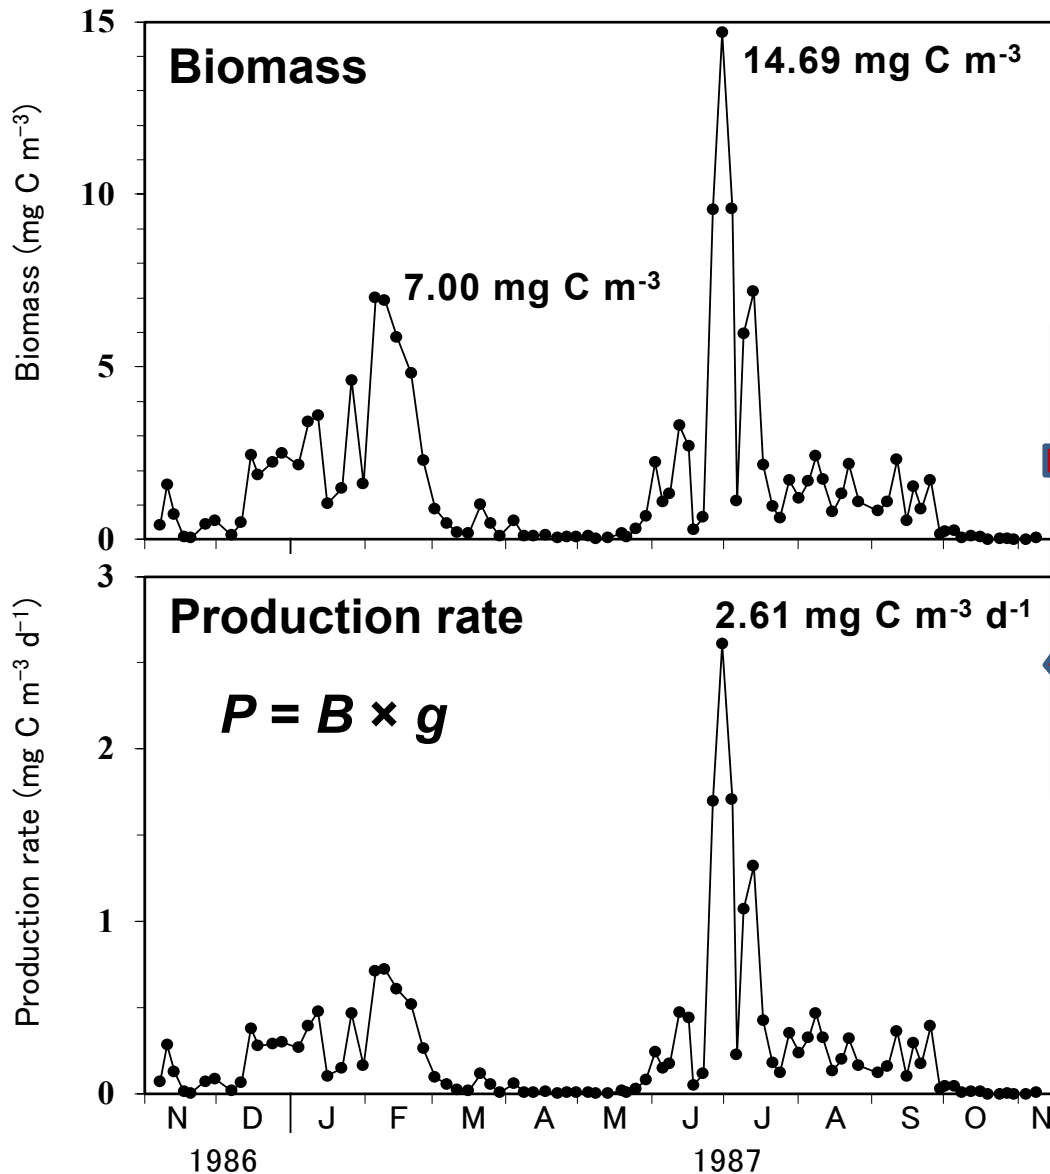 Biomass
14.69 mg C m⁻³
7.00 mg C m⁻³
Biomass (mg C m⁻³)
15
10
5
0
Production rate
2.61 mg C m⁻³ d⁻¹
P = B × g
Production rate (mg C m⁻³ d⁻¹)
3
2
1
0
N D J F M A M J J A S O N
1986 1987